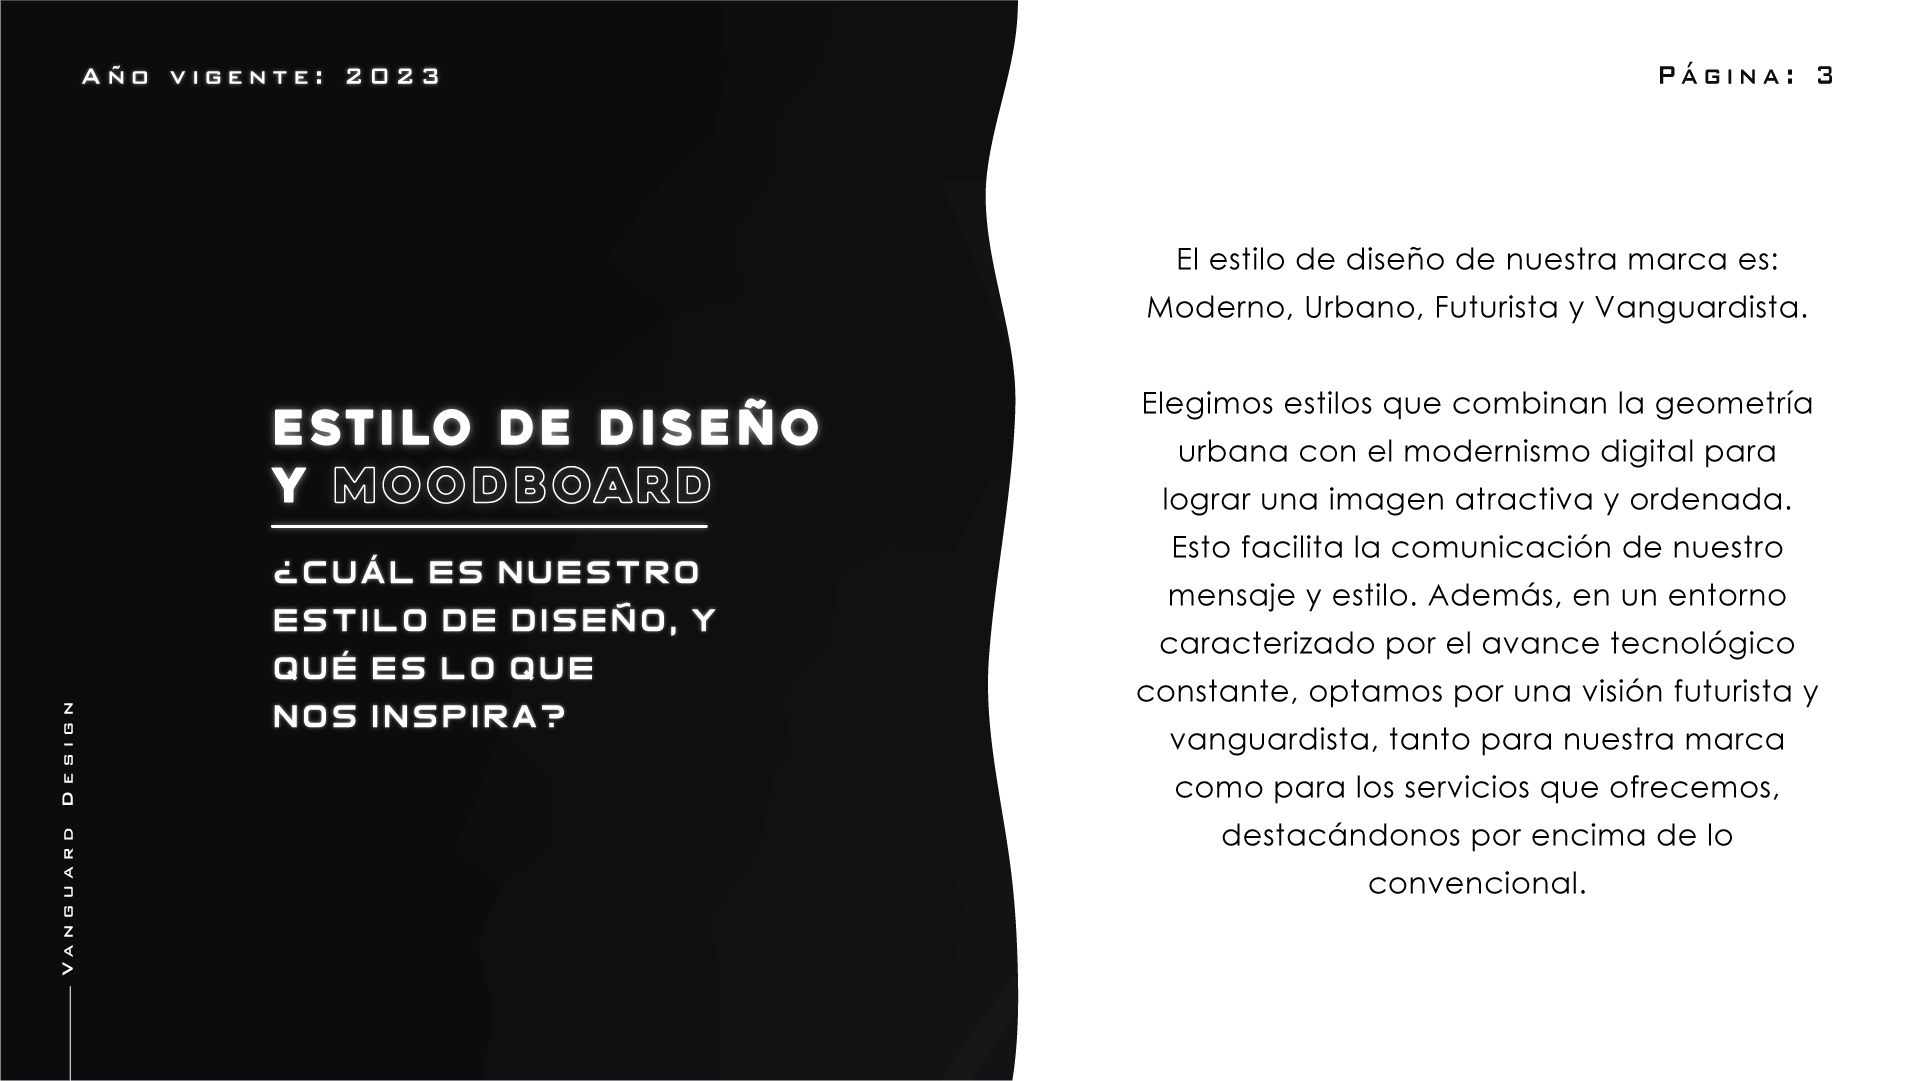 Año vigente: 2023
Página: 3
ESTILO DE DISEÑO
Y MOODBOARD
¿CUÁL ES NUESTRO
ESTILO DE DISEÑO, Y
QUÉ ES LO QUE
NOS INSPIRA?
Vanguard Design
El estilo de diseño de nuestra marca es:
Moderno, Urbano, Futurista y Vanguardista.
Elegimos estilos que combinan la geometría
urbana con el modernismo digital para
lograr una imagen atractiva y ordenada.
Esto facilita la comunicación de nuestro
mensaje y estilo. Además, en un entorno
caracterizado por el avance tecnológico
constante, optamos por una visión futurista y
vanguardista, tanto para nuestra marca
como para los servicios que ofrecemos,
destacándonos por encima de lo
convencional.